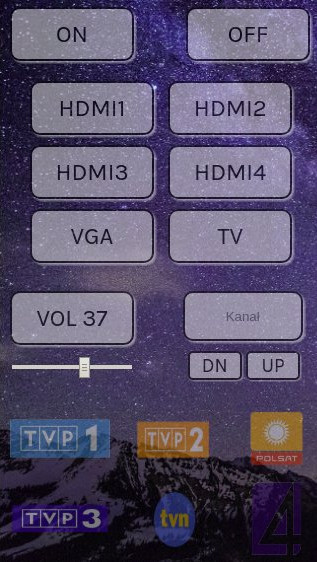 ON OFF
HDMI1 HDMI2
HDMI3 HDMI4
VGA TV
VOL 37 Kanał
DN UP
TVP 1 TVP 2 POLSAT
TVP 3 tvn 4